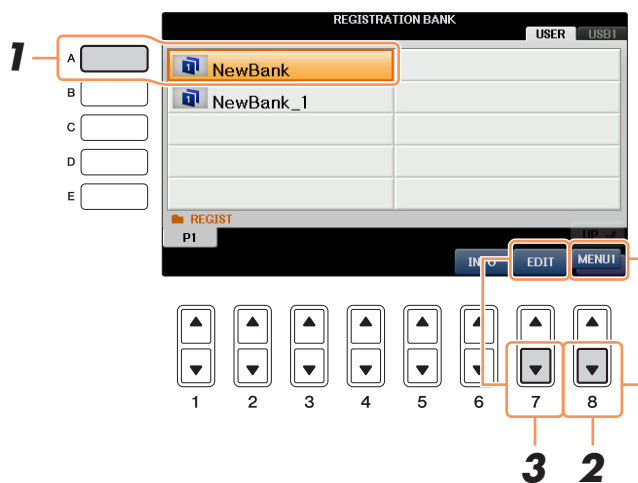 REGISTRATION BANK
USER USB1
1 A NewBank
B NewBank_1
C
D
E
REGIST
P1 UP
INFO EDIT MENU1
1 2 3 4 5 6 7 8
3 2